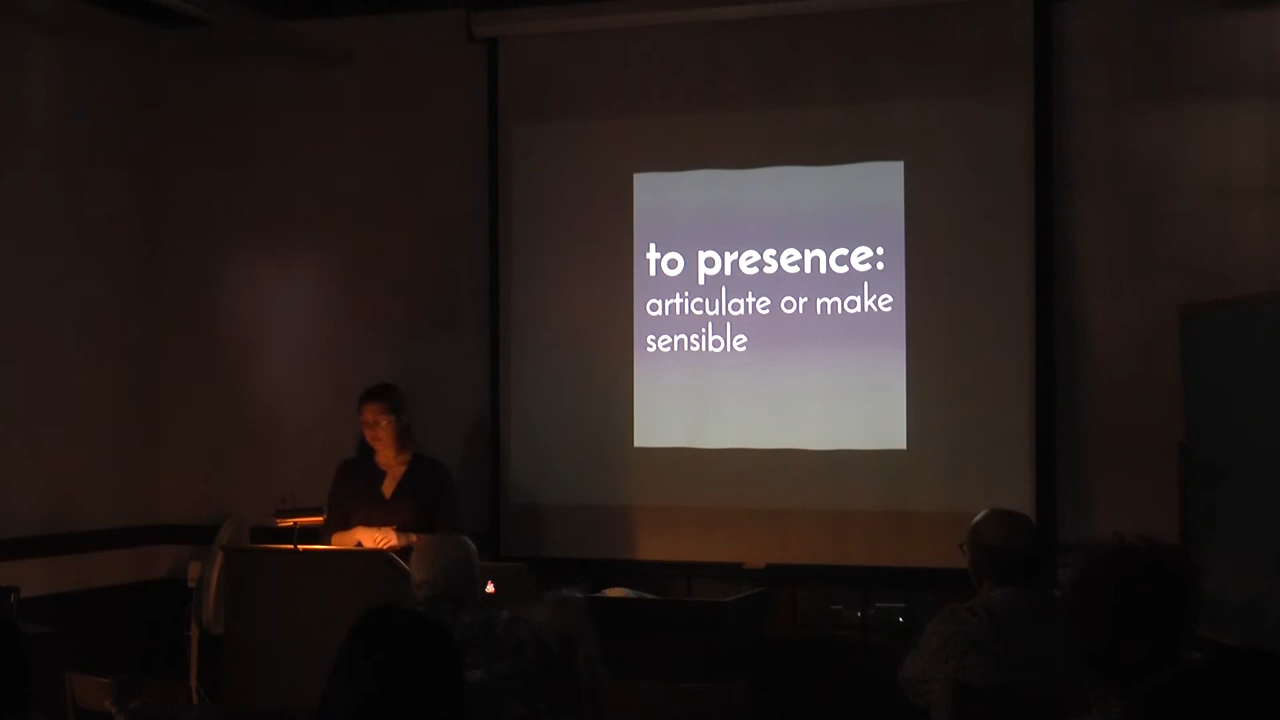 to presence:
articulate or make
sensible